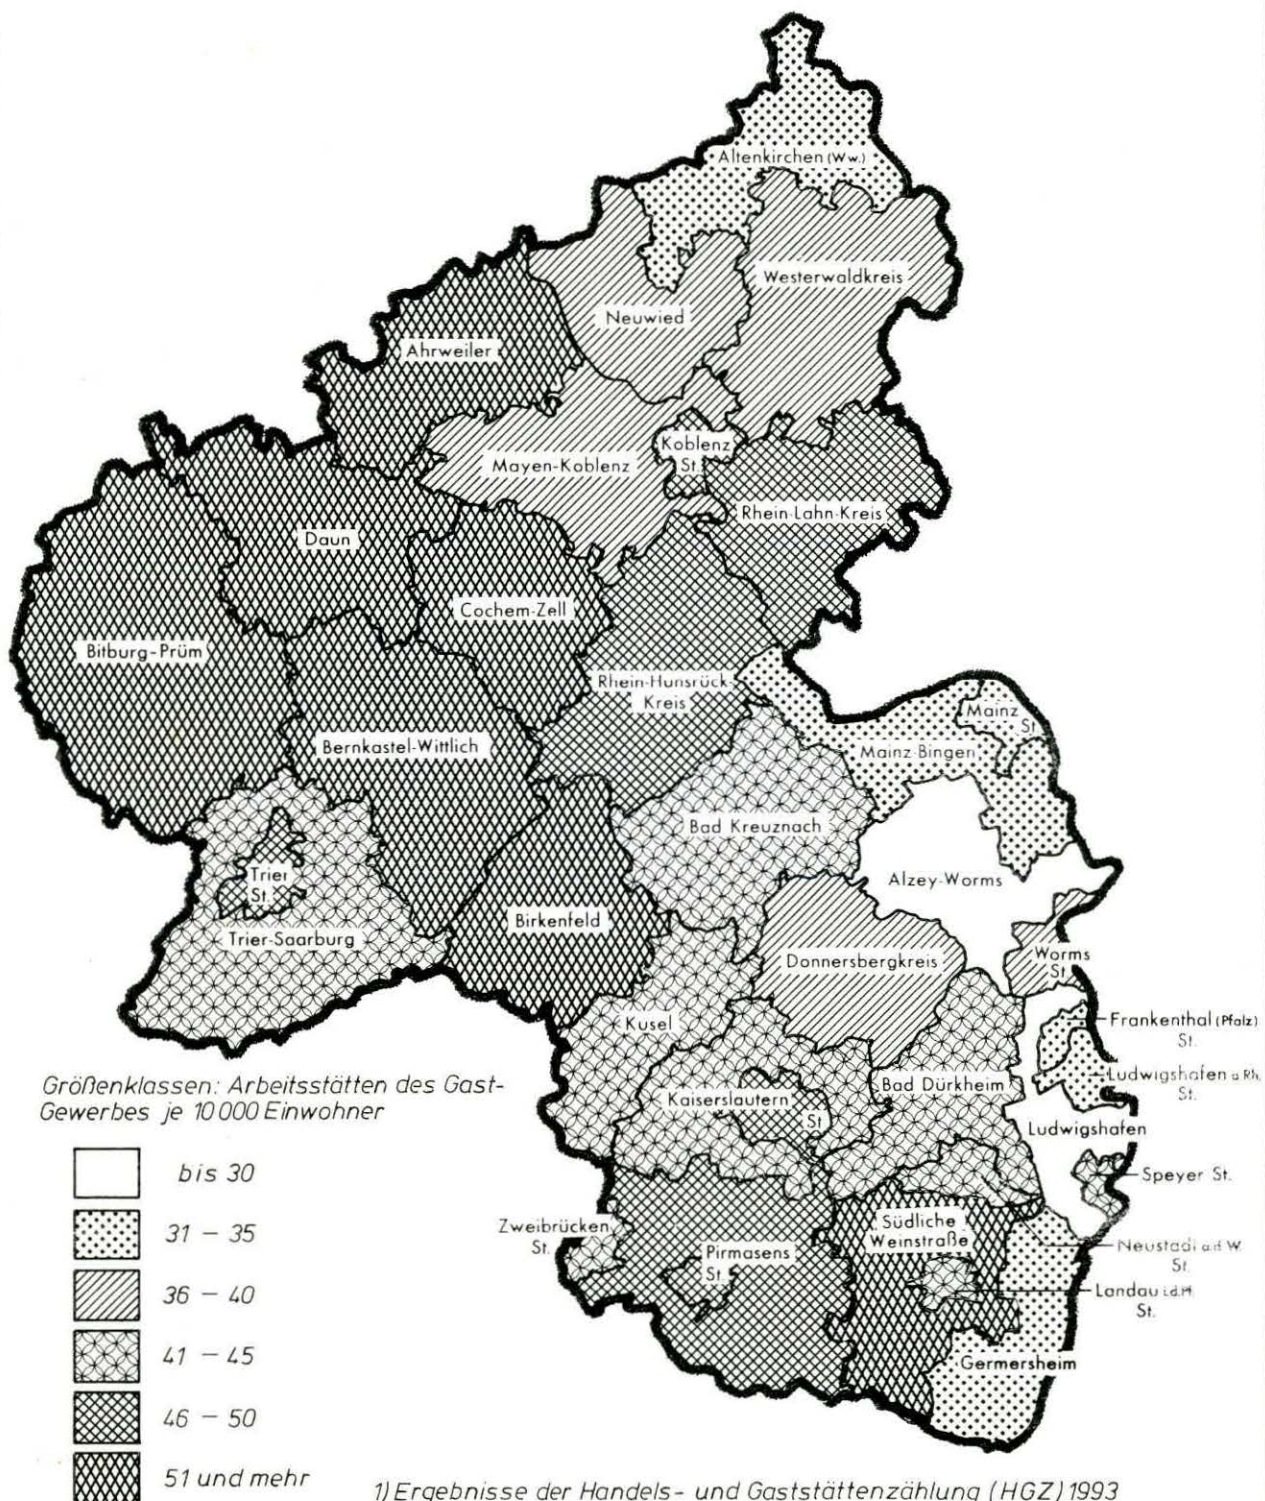 Altenkirchen (Ww.)
Westerwaldkreis
Neuwied
Ahrweiler
Koblenz
St.
Mayen-Koblenz
Rhein-Lahn-Kreis
Daun
Cochem-Zell
Bitburg-Prüm
Rhein-Hunsrück-
Kreis
Mainz
St.
Bernkastel-Wittlich
Mainz-Bingen
Bad Kreuznach
Trier
St.
Alzey-Worms
Birkenfeld
Trier-Saarburg
Donnersbergkreis
Worms
St.
Kusel
Frankenthal (Pfalz)
St.
Ludwigshafen a.Rh.
St.
Bad Dürkheim
Kaiserslautern
St.
Ludwigshafen
Speyer St.
Zweibrücken
St.
Südliche
Weinstraße
Pirmasens
St.
Neustadt a.d.W.
St.
Landau i.d.Pf.
St.
Germersheim
Größenklassen: Arbeitsstätten des Gast-
Gewerbes je 10000 Einwohner
bis 30
31 – 35
36 – 40
41 – 45
46 – 50
51 und mehr
1) Ergebnisse der Handels- und Gaststättenzählung (HGZ) 1993